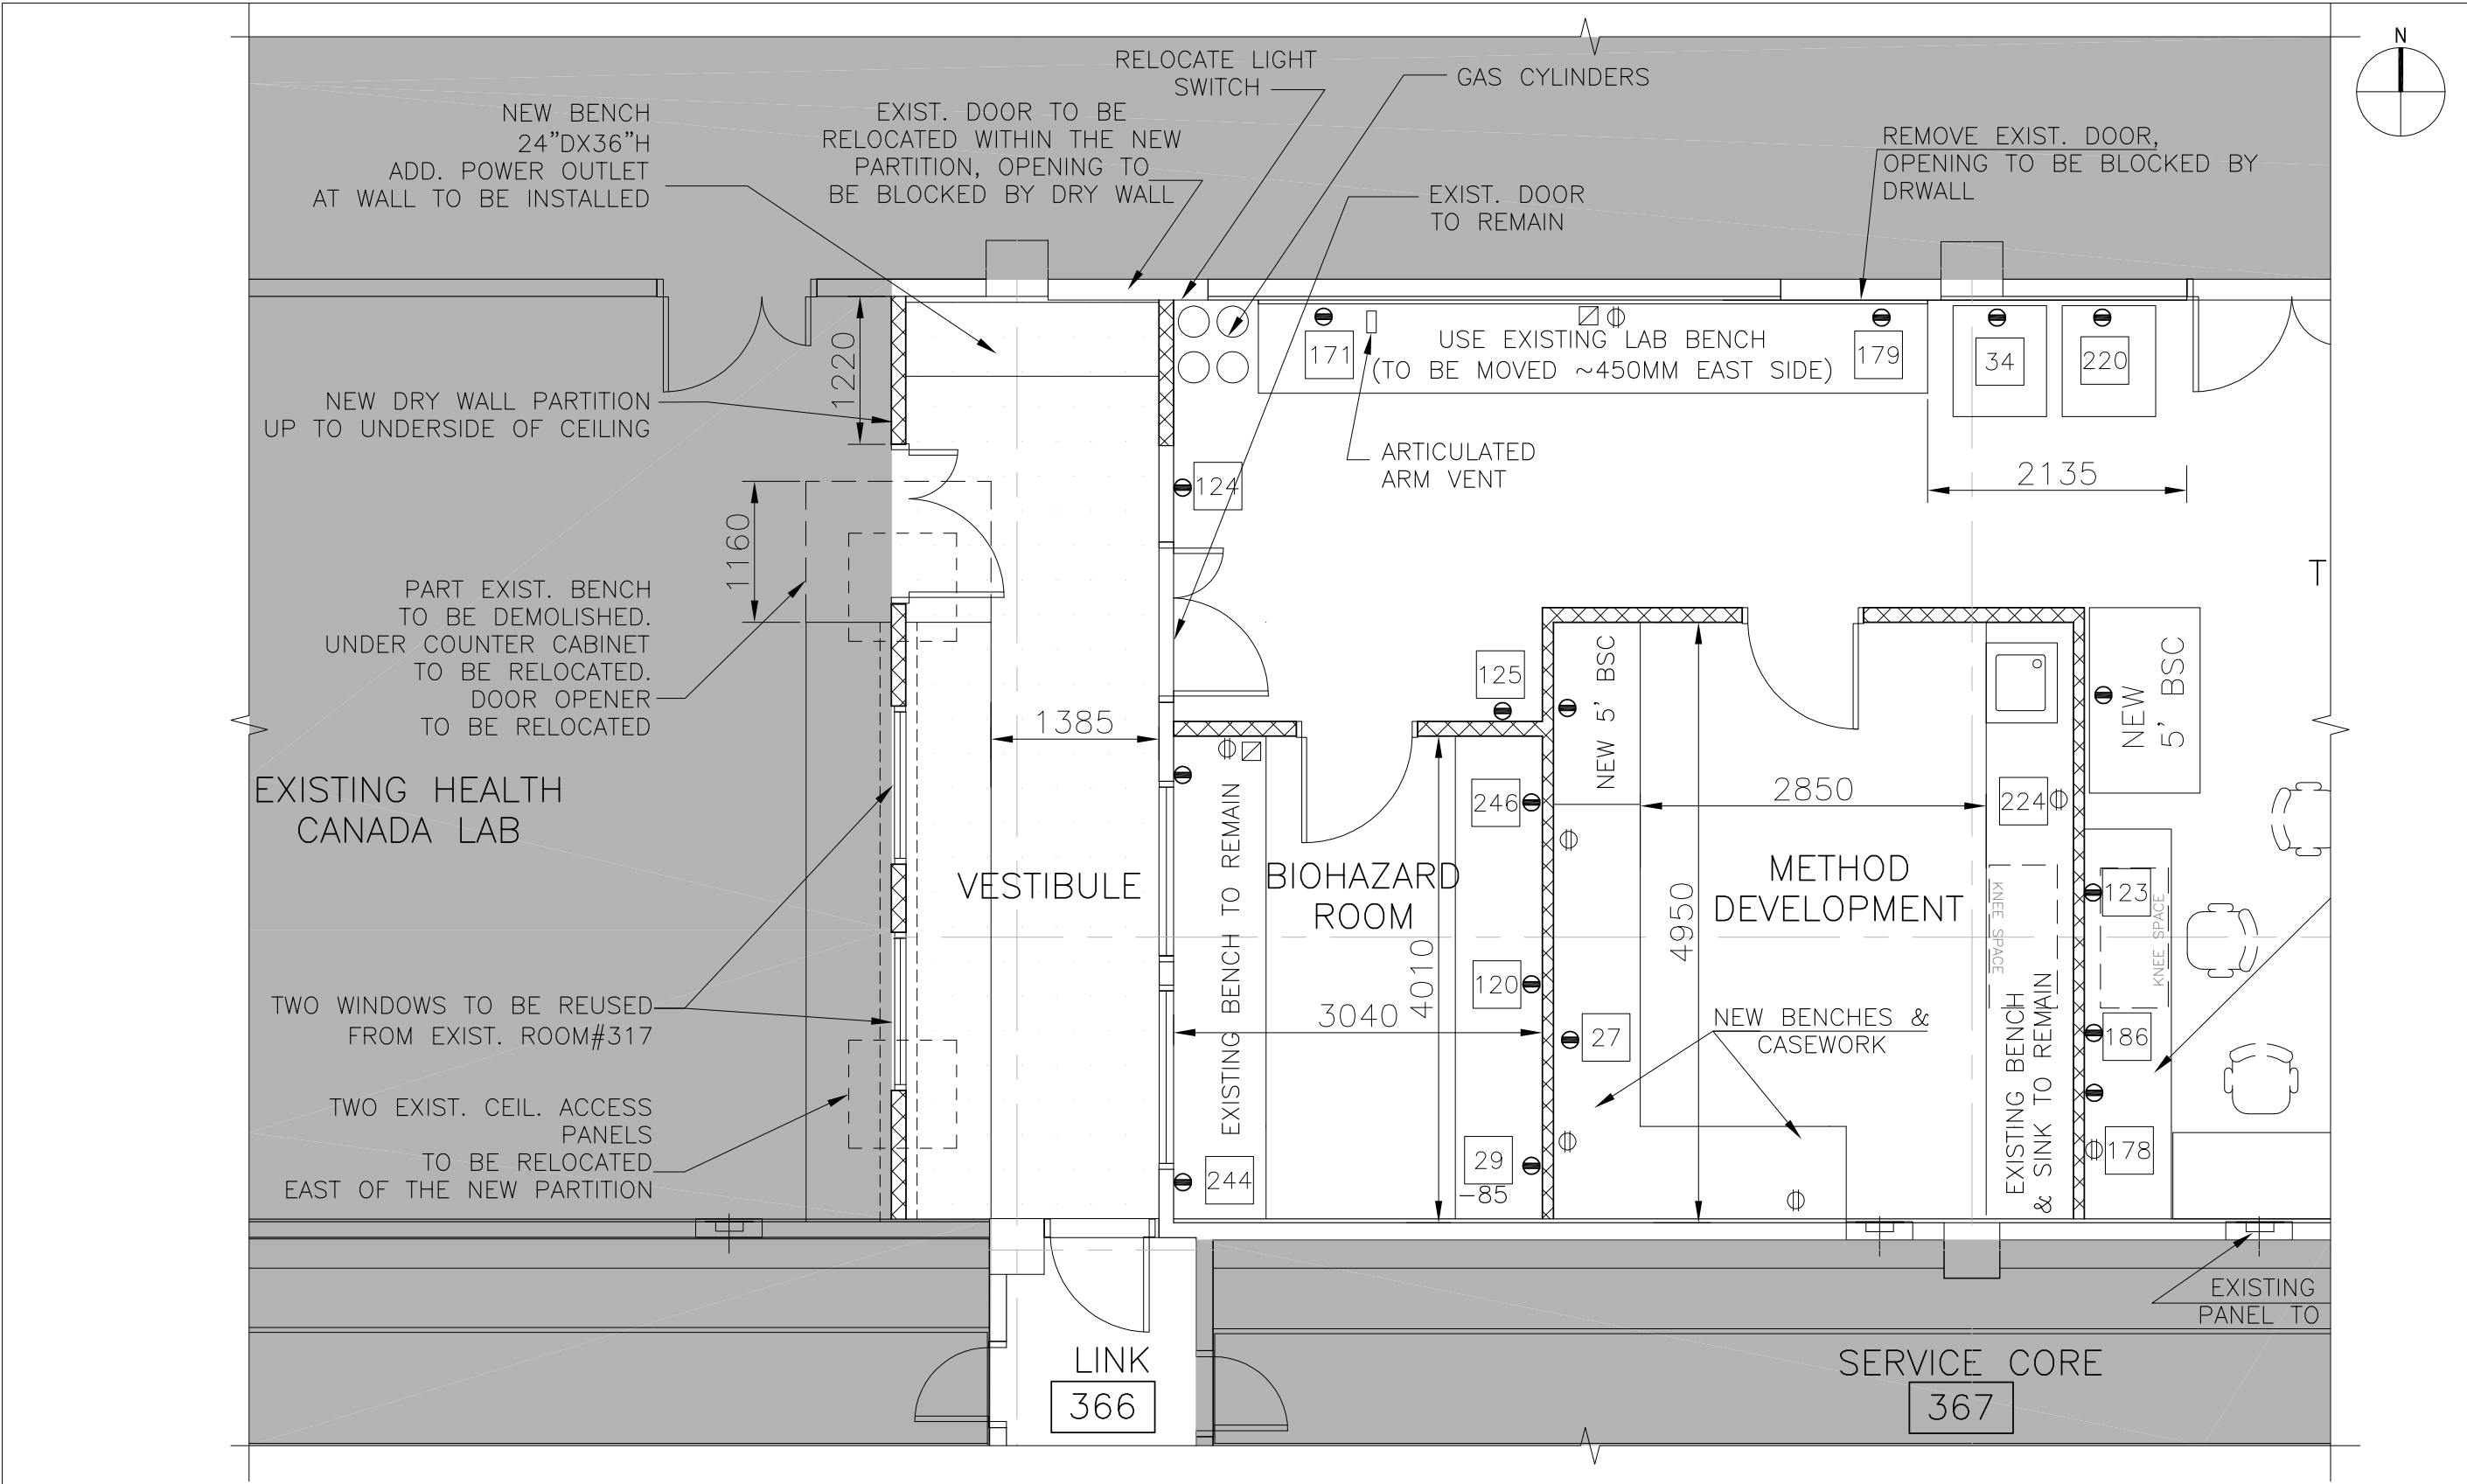 N
RELOCATE LIGHT
SWITCH
GAS CYLINDERS
NEW BENCH
24”DX36”H
ADD. POWER OUTLET
AT WALL TO BE INSTALLED
EXIST. DOOR TO BE
RELOCATED WITHIN THE NEW
PARTITION, OPENING TO
BE BLOCKED BY DRY WALL
EXIST. DOOR
TO REMAIN
REMOVE EXIST. DOOR,
OPENING TO BE BLOCKED BY
DRWALL
1220
171
USE EXISTING LAB BENCH
(TO BE MOVED ~450MM EAST SIDE)
179
34
220
NEW DRY WALL PARTITION
UP TO UNDERSIDE OF CEILING
ARTICULATED
ARM VENT
2135
124
1160
T
PART EXIST. BENCH
TO BE DEMOLISHED.
UNDER COUNTER CABINET
TO BE RELOCATED.
DOOR OPENER
TO BE RELOCATED
125
NEW 5' BSC
NEW
5' BSC
1385
EXISTING HEALTH
CANADA LAB
246
2850
224
VESTIBULE
EXISTING BENCH TO REMAIN
BIOHAZARD
ROOM
METHOD
DEVELOPMENT
KNEE SPACE
123
KNEE SPACE
4950
4010
120
3040
TWO WINDOWS TO BE REUSED
FROM EXIST. ROOM#317
27
NEW BENCHES &
CASEWORK
EXISTING BENCH
& SINK TO REMAIN
186
TWO EXIST. CEIL. ACCESS
PANELS
TO BE RELOCATED
EAST OF THE NEW PARTITION
244
29
-85
178
EXISTING
PANEL TO
LINK
366
SERVICE CORE
367